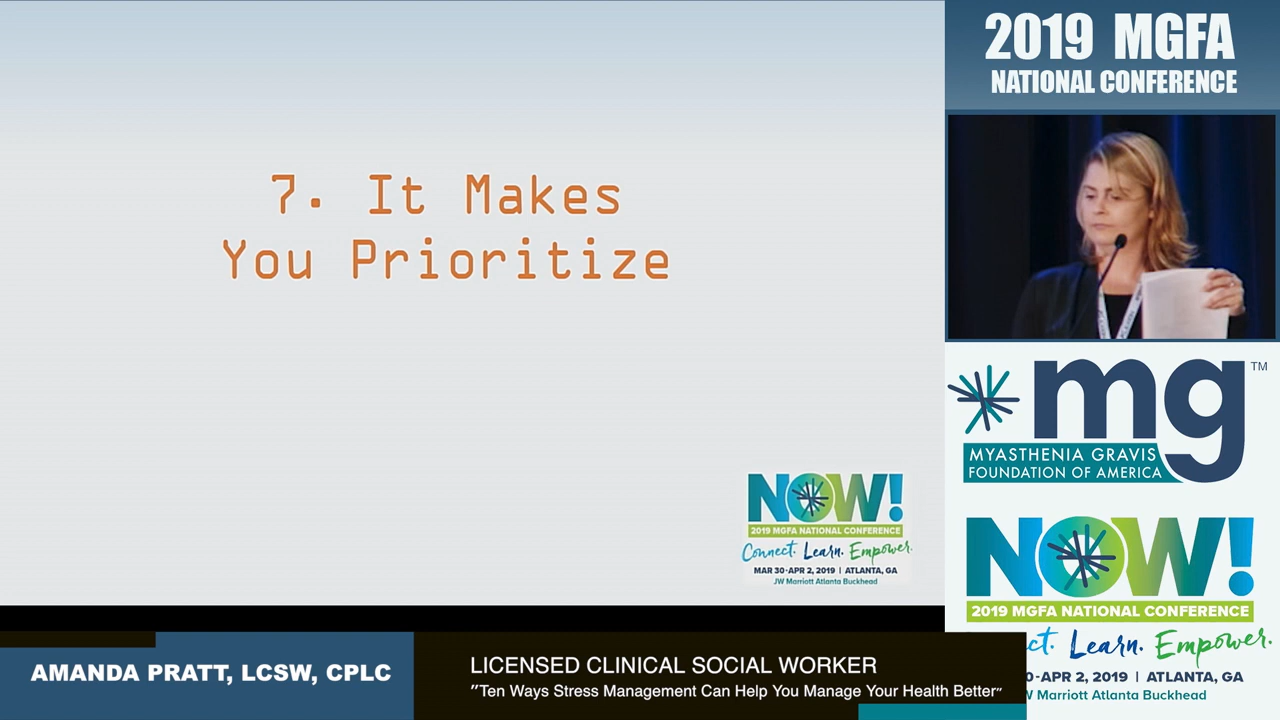 7. It Makes
You Prioritize
NOW!
2019 MGFA NATIONAL CONFERENCE
Connect. Learn. Empower.
MAR 30-APR 2, 2019 | ATLANTA, GA
JW Marriott Atlanta Buckhead
2019 MGFA
NATIONAL CONFERENCE
mg™
MYASTHENIA GRAVIS
FOUNDATION OF AMERICA
NOW!
2019 MGFA NATIONAL CONFERENCE
ct. Learn. Empower.
0-APR 2, 2019 | ATLANTA, GA
W Marriott Atlanta Buckhead
AMANDA PRATT, LCSW, CPLC
LICENSED CLINICAL SOCIAL WORKER
"Ten Ways Stress Management Can Help You Manage Your Health Better"